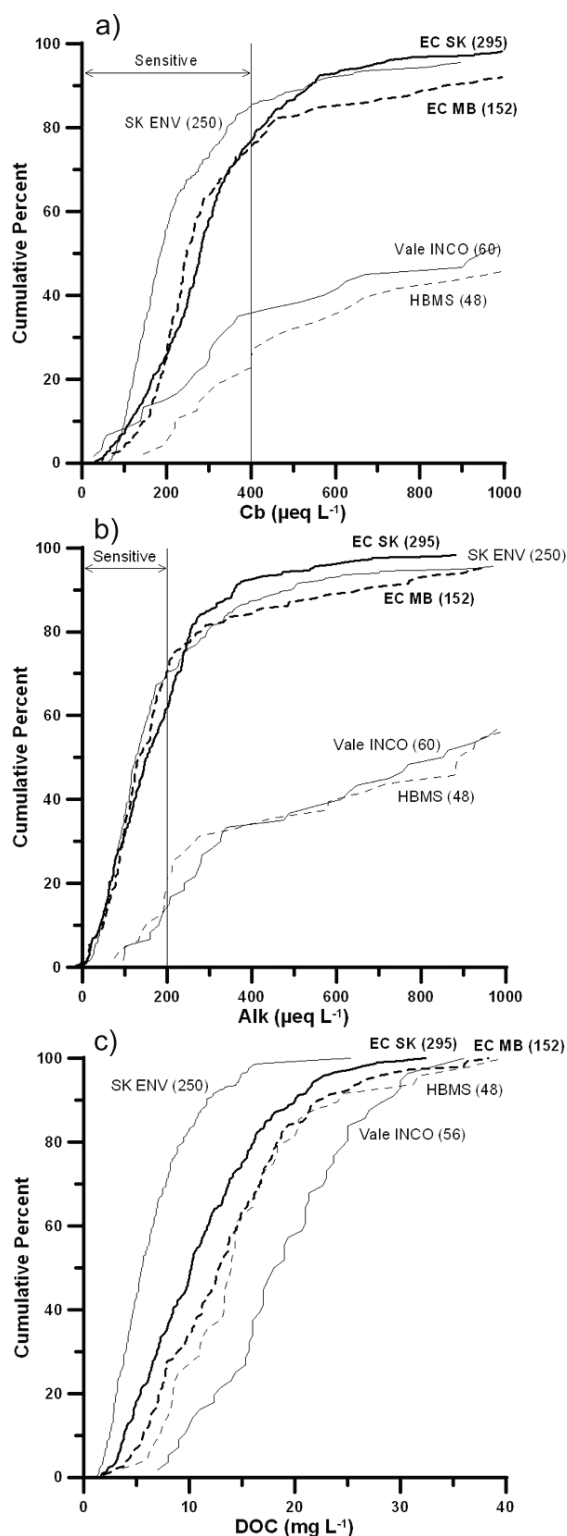 a)
100
80
60
40
20
0
Cumulative Percent
Sensitive
EC SK (295)
SK ENV (250)
EC MB (152)
Vale INCO (60)
HBMS (48)
0 200 400 600 800 1000
Cb (µeq L⁻¹)
b)
100
80
60
40
20
0
Cumulative Percent
Sensitive
EC SK (295)
SK ENV (250)
EC MB (152)
Vale INCO (60)
HBMS (48)
0 200 400 600 800 1000
Alk (µeq L⁻¹)
c)
100
80
60
40
20
0
Cumulative Percent
EC SK (295)
EC MB (152)
SK ENV (250)
HBMS (48)
Vale INCO (56)
0 10 20 30 40
DOC (mg L⁻¹)